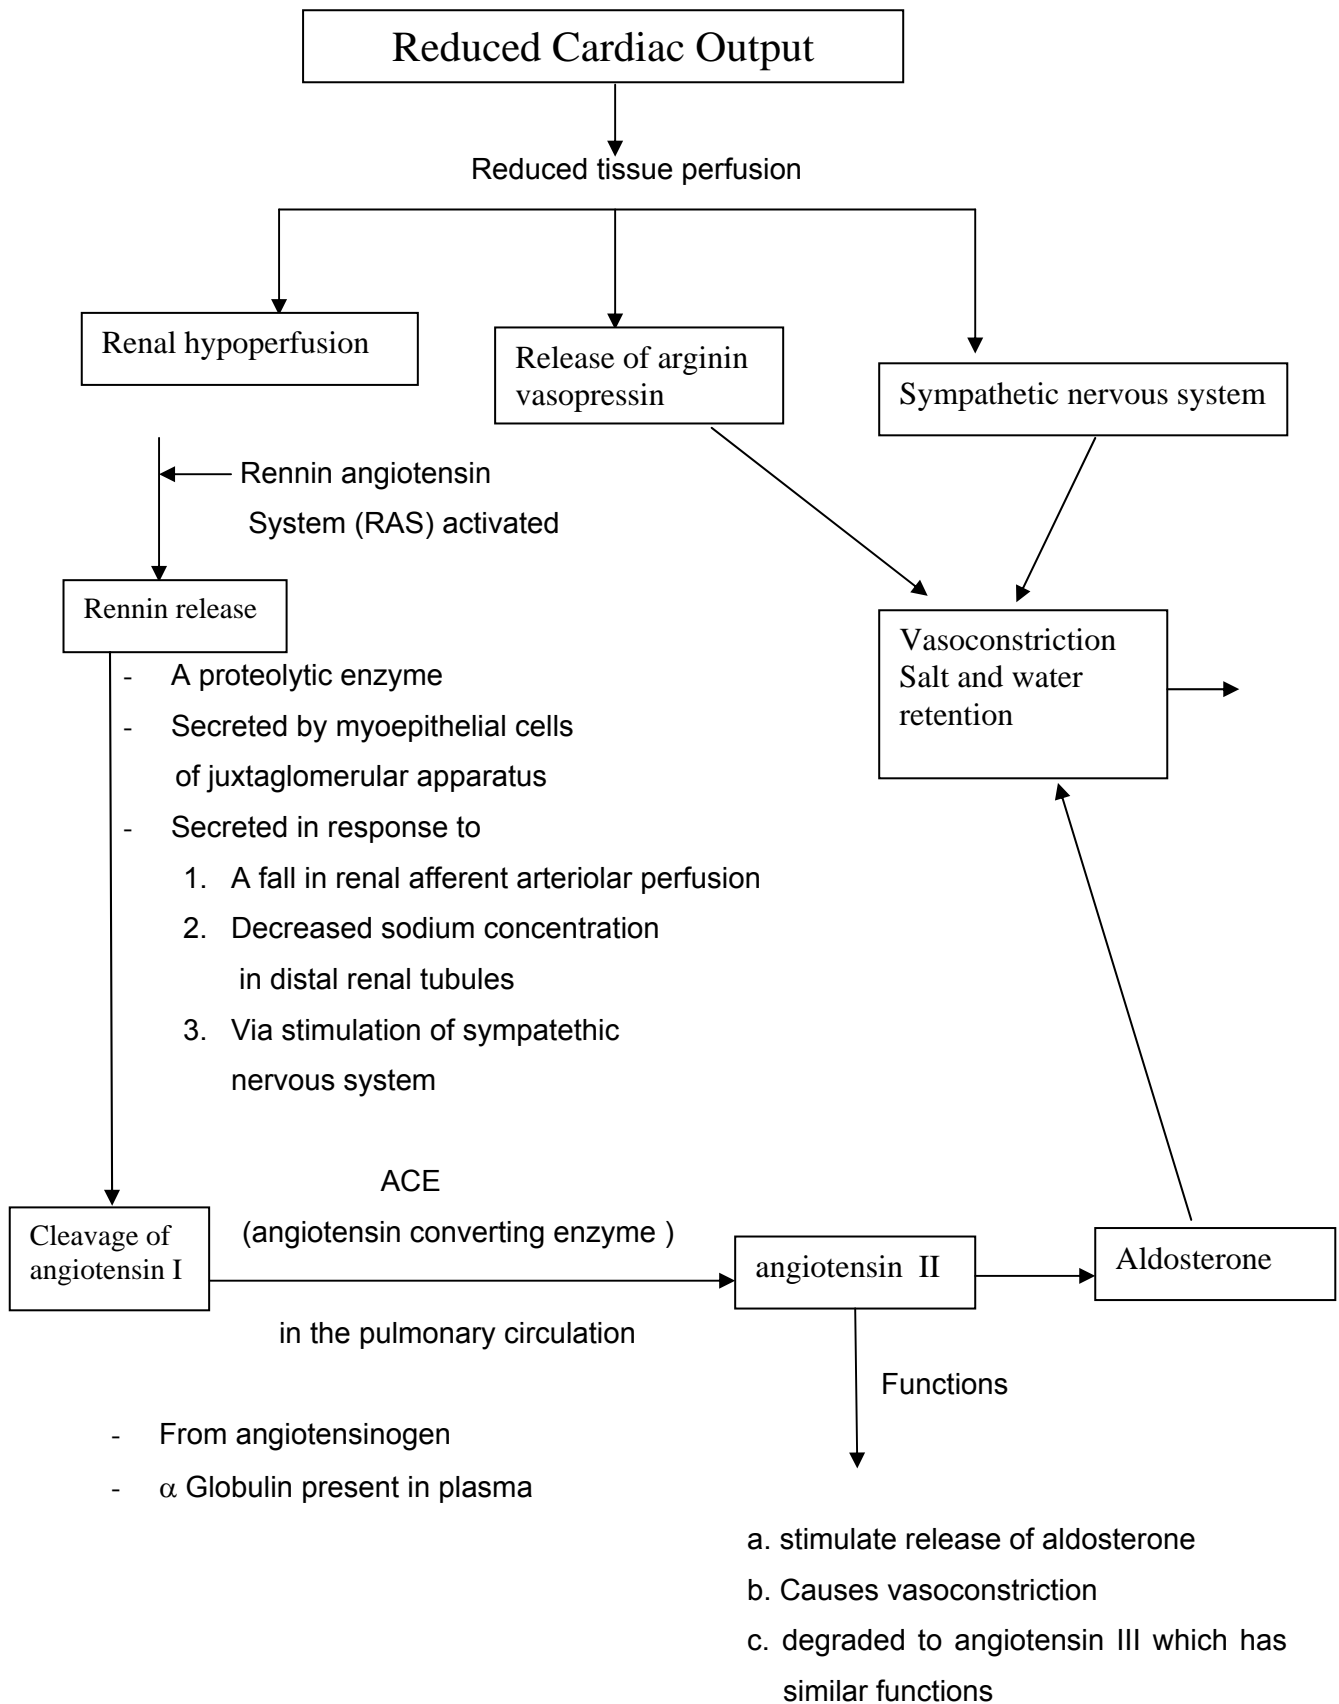 Reduced Cardiac Output
Reduced tissue perfusion
Renal hypoperfusion
Release of arginin
vasopressin
Sympathetic nervous system
Rennin angiotensin
System (RAS) activated
Rennin release
Vasoconstriction
Salt and water
retention
- A proteolytic enzyme
- Secreted by myoepithelial cells
of juxtaglomerular apparatus
- Secreted in response to
1. A fall in renal afferent arteriolar perfusion
2. Decreased sodium concentration
in distal renal tubules
3. Via stimulation of sympatethic
nervous system
ACE
(angiotensin converting enzyme )
Cleavage of
angiotensin I
angiotensin II
Aldosterone
in the pulmonary circulation
Functions
- From angiotensinogen
- α Globulin present in plasma
a. stimulate release of aldosterone
b. Causes vasoconstriction
c. degraded to angiotensin III which has
similar functions